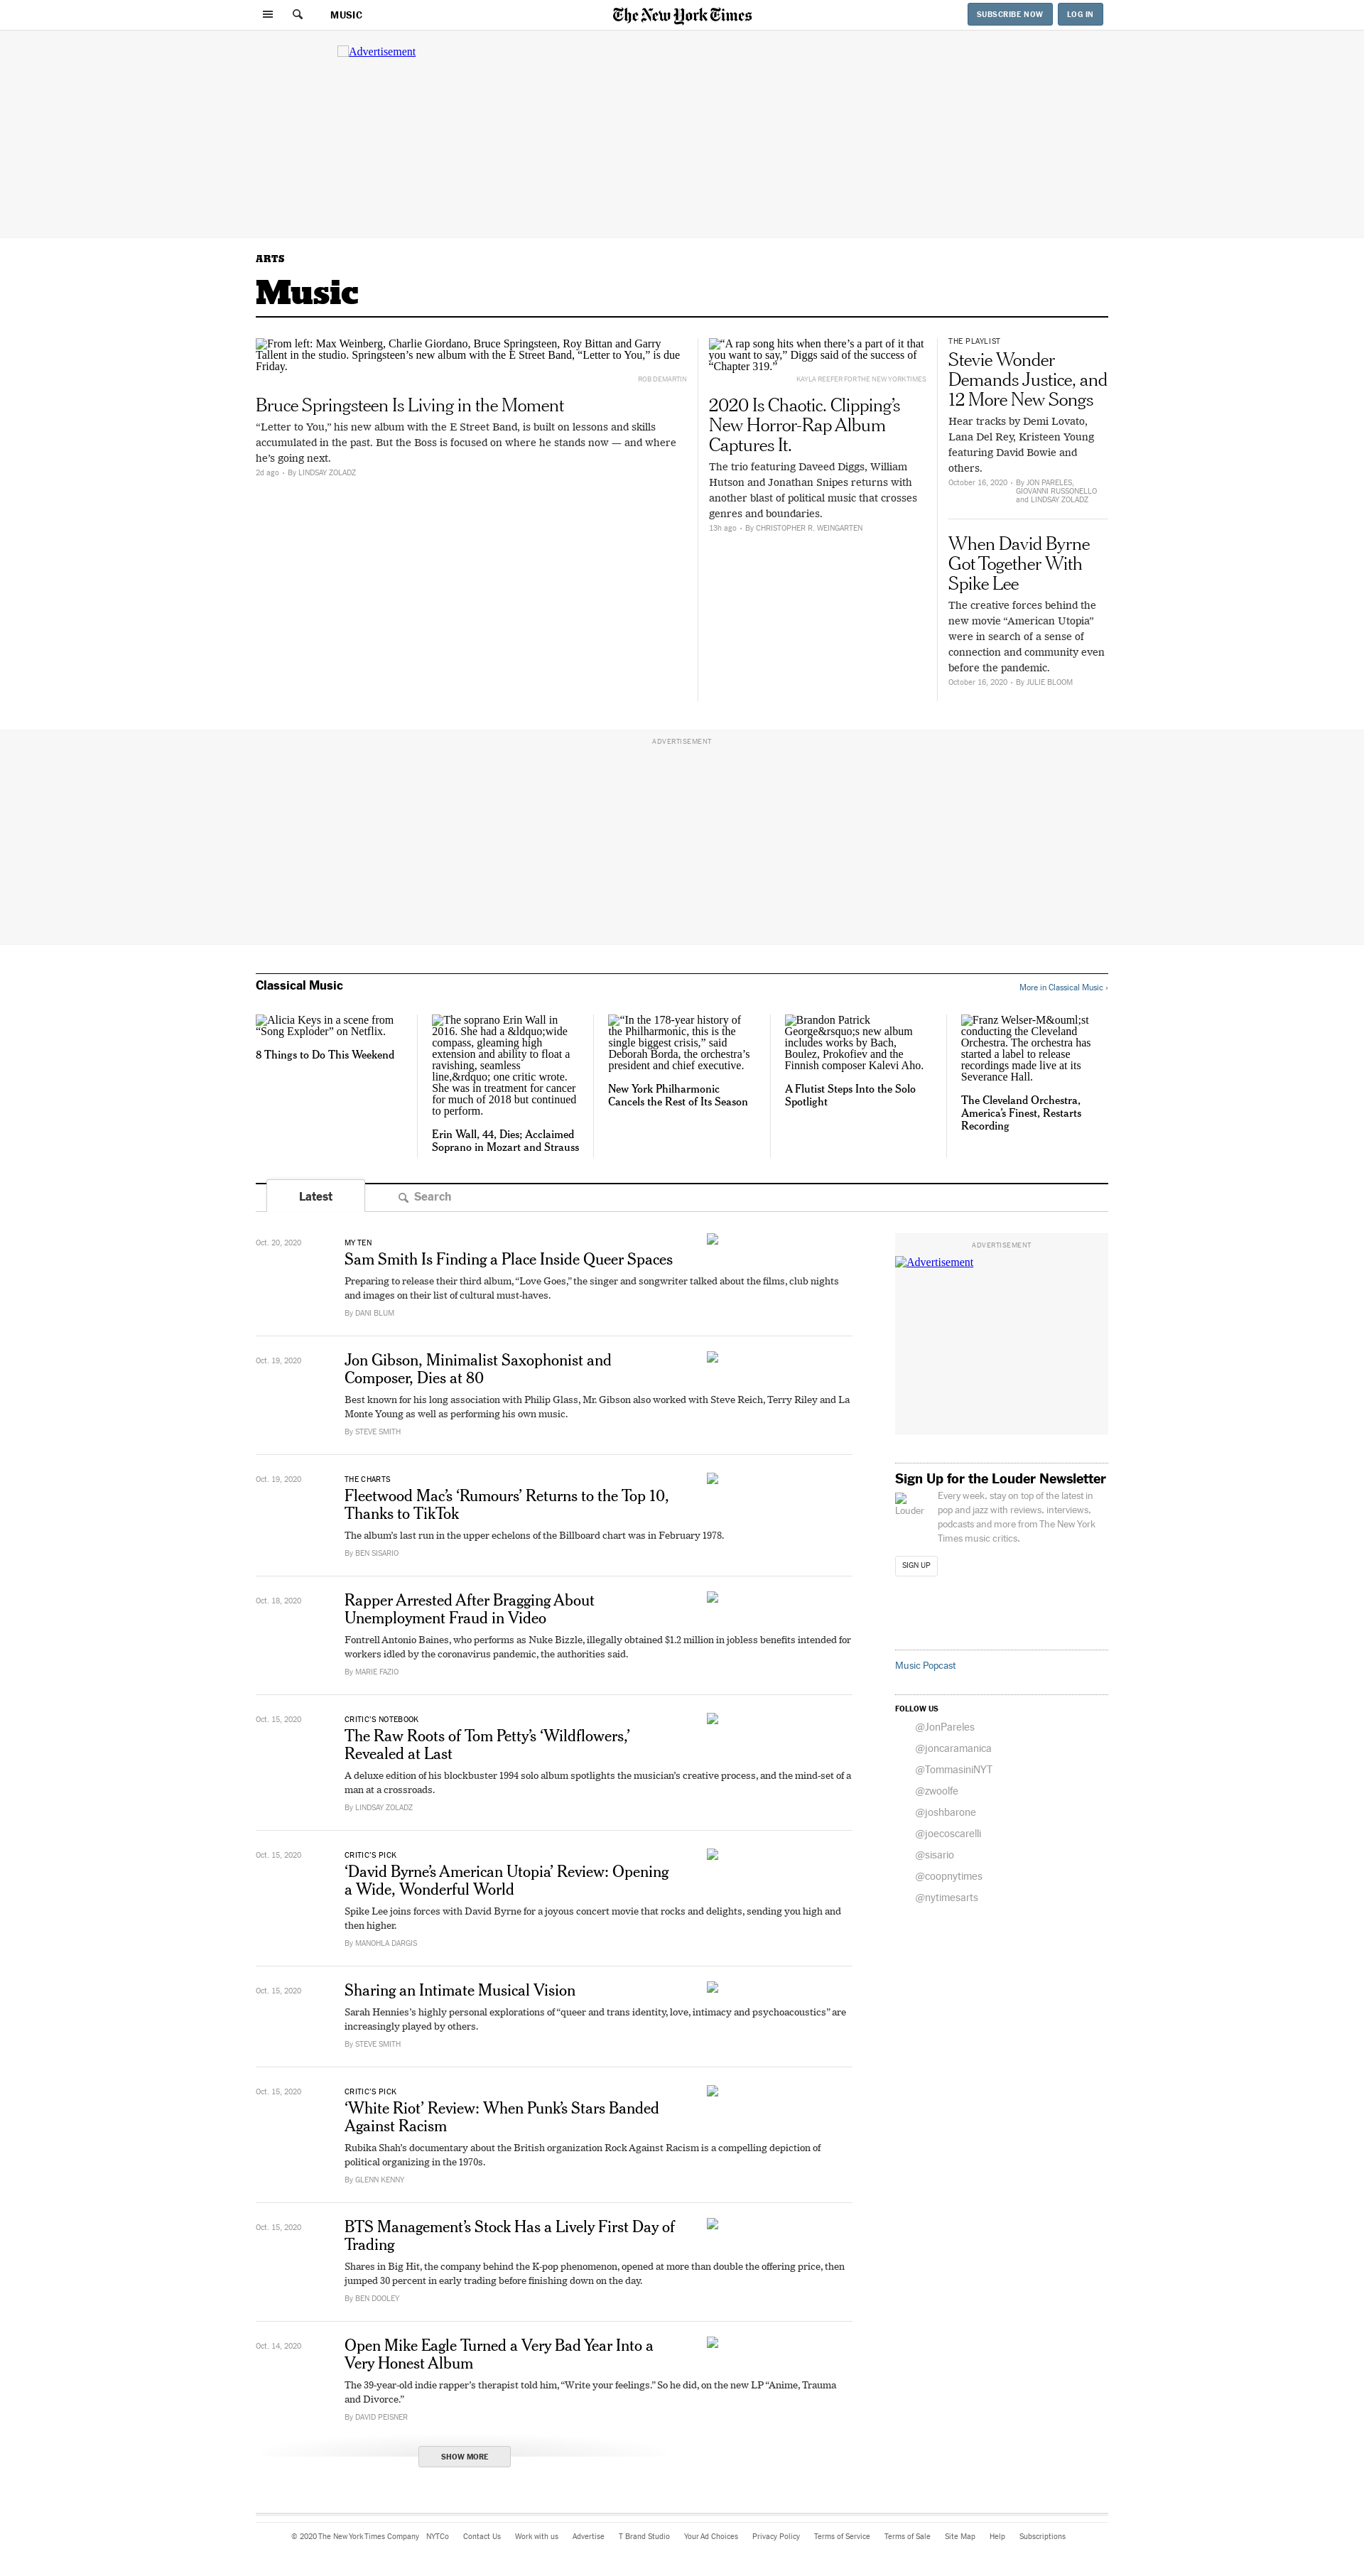 MUSIC
The New York Times
SUBSCRIBE NOW
LOG IN
Advertisement
ARTS
Music
From left: Max Weinberg, Charlie Giordano, Bruce Springsteen, Roy Bittan and Garry
Tallent in the studio. Springsteen's new album with the E Street Band, “Letter to You,” is due
Friday.
ROB DEMARTIN
Bruce Springsteen Is Living in the Moment
“Letter to You,” his new album with the E Street Band, is built on lessons and skills
accumulated in the past. But the Boss is focused on where he stands now — and where
he’s going next.
2d ago • By LINDSAY ZOLADZ
“A rap song hits when there’s a part of it that
you want to say,” Diggs said of the success of
“Chapter 319.”
KAYLA REEFER FOR THE NEW YORK TIMES
2020 Is Chaotic. Clipping’s
New Horror-Rap Album
Captures It.
The trio featuring Daveed Diggs, William
Hutson and Jonathan Snipes returns with
another blast of political music that crosses
genres and boundaries.
13h ago • By CHRISTOPHER R. WEINGARTEN
THE PLAYLIST
Stevie Wonder
Demands Justice, and
12 More New Songs
Hear tracks by Demi Lovato,
Lana Del Rey, Kristeen Young
featuring David Bowie and
others.
October 16, 2020 • By JON PARELES,
GIOVANNI RUSSONELLO
and LINDSAY ZOLADZ
When David Byrne
Got Together With
Spike Lee
The creative forces behind the
new movie “American Utopia”
were in search of a sense of
connection and community even
before the pandemic.
October 16, 2020 • By JULIE BLOOM
ADVERTISEMENT
Classical Music
More in Classical Music ›
Alicia Keys in a scene from
“Song Exploder” on Netflix.
8 Things to Do This Weekend
The soprano Erin Wall in
2016. She had a &ldquo;wide
compass, gleaming high
extension and ability to float a
ravishing, seamless
line,&rdquo; one critic wrote.
She was in treatment for cancer
for much of 2018 but continued
to perform.
Erin Wall, 44, Dies; Acclaimed
Soprano in Mozart and Strauss
“In the 178-year history of
the Philharmonic, this is the
single biggest crisis,” said
Deborah Borda, the orchestra’s
president and chief executive.
New York Philharmonic
Cancels the Rest of Its Season
Brandon Patrick
George&rsquo;s new album
includes works by Bach,
Boulez, Prokofiev and the
Finnish composer Kalevi Aho.
A Flutist Steps Into the Solo
Spotlight
Franz Welser-M&ouml;st
conducting the Cleveland
Orchestra. The orchestra has
started a label to release
recordings made live at its
Severance Hall.
The Cleveland Orchestra,
America’s Finest, Restarts
Recording
Latest
Search
Oct. 20, 2020
MY TEN
Sam Smith Is Finding a Place Inside Queer Spaces
Preparing to release their third album, “Love Goes,” the singer and songwriter talked about the films, club nights
and images on their list of cultural must-haves.
By DANI BLUM
Oct. 19, 2020
Jon Gibson, Minimalist Saxophonist and
Composer, Dies at 80
Best known for his long association with Philip Glass, Mr. Gibson also worked with Steve Reich, Terry Riley and La
Monte Young as well as performing his own music.
By STEVE SMITH
Oct. 19, 2020
THE CHARTS
Fleetwood Mac’s ‘Rumours’ Returns to the Top 10,
Thanks to TikTok
The album’s last run in the upper echelons of the Billboard chart was in February 1978.
By BEN SISARIO
Oct. 18, 2020
Rapper Arrested After Bragging About
Unemployment Fraud in Video
Fontrell Antonio Baines, who performs as Nuke Bizzle, illegally obtained $1.2 million in jobless benefits intended for
workers idled by the coronavirus pandemic, the authorities said.
By MARIE FAZIO
Oct. 15, 2020
CRITIC’S NOTEBOOK
The Raw Roots of Tom Petty’s ‘Wildflowers,’
Revealed at Last
A deluxe edition of his blockbuster 1994 solo album spotlights the musician’s creative process, and the mind-set of a
man at a crossroads.
By LINDSAY ZOLADZ
Oct. 15, 2020
CRITIC’S PICK
‘David Byrne’s American Utopia’ Review: Opening
a Wide, Wonderful World
Spike Lee joins forces with David Byrne for a joyous concert movie that rocks and delights, sending you high and
then higher.
By MANOHLA DARGIS
Oct. 15, 2020
Sharing an Intimate Musical Vision
Sarah Hennies’s highly personal explorations of “queer and trans identity, love, intimacy and psychoacoustics” are
increasingly played by others.
By STEVE SMITH
Oct. 15, 2020
CRITIC’S PICK
‘White Riot’ Review: When Punk’s Stars Banded
Against Racism
Rubika Shah’s documentary about the British organization Rock Against Racism is a compelling depiction of
political organizing in the 1970s.
By GLENN KENNY
Oct. 15, 2020
BTS Management’s Stock Has a Lively First Day of
Trading
Shares in Big Hit, the company behind the K-pop phenomenon, opened at more than double the offering price, then
jumped 30 percent in early trading before finishing down on the day.
By BEN DOOLEY
Oct. 14, 2020
Open Mike Eagle Turned a Very Bad Year Into a
Very Honest Album
The 39-year-old indie rapper’s therapist told him, “Write your feelings.” So he did, on the new LP “Anime, Trauma
and Divorce.”
By DAVID PEISNER
SHOW MORE
ADVERTISEMENT
Advertisement
Sign Up for the Louder Newsletter
Louder
Every week, stay on top of the latest in
pop and jazz with reviews, interviews,
podcasts and more from The New York
Times music critics.
SIGN UP
Music Popcast
FOLLOW US
@JonPareles
@joncaramanica
@TommasiniNYT
@zwoolfe
@joshbarone
@joecoscarelli
@sisario
@coopnytimes
@nytimesarts
© 2020 The New York Times Company NYTCo Contact Us Work with us Advertise T Brand Studio Your Ad Choices Privacy Policy Terms of Service Terms of Sale Site Map Help Subscriptions